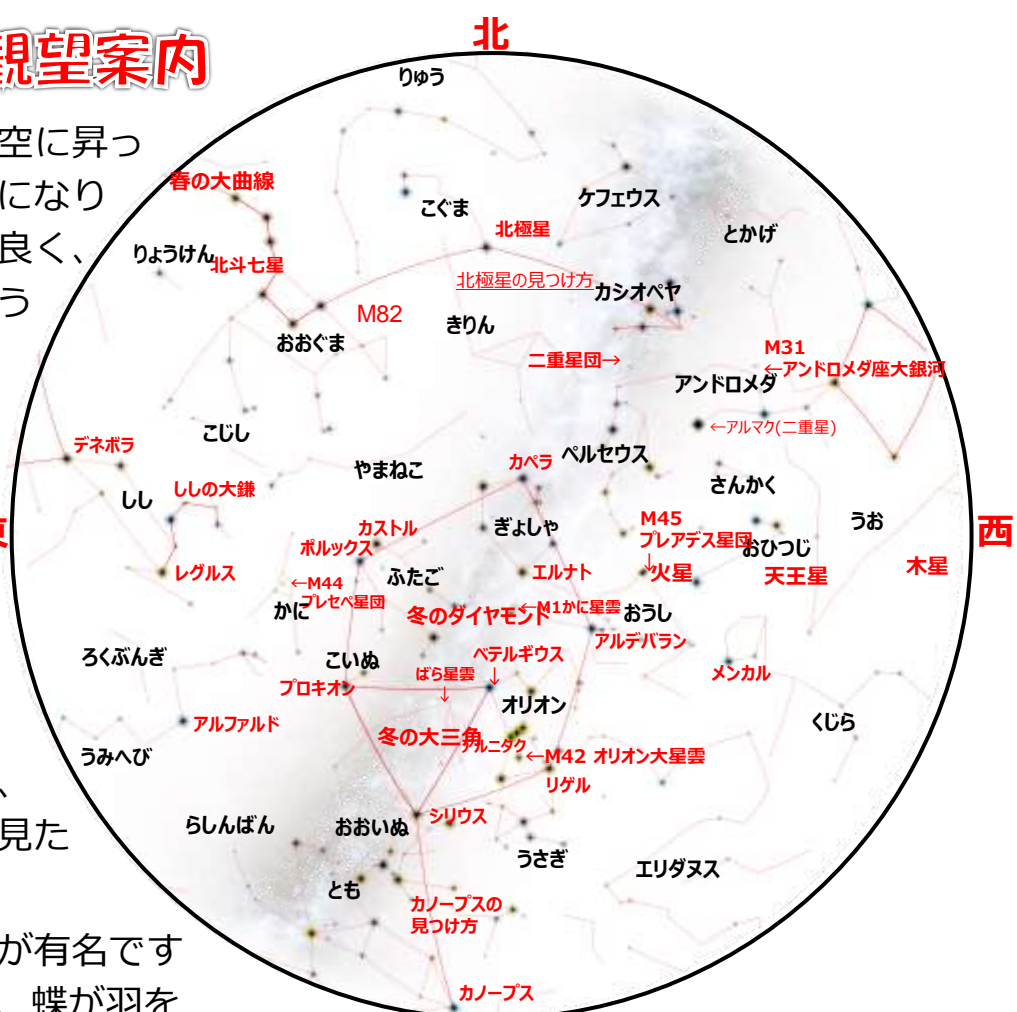 観望案内
空に昇っ
になり
良く、
う
、
見た
が有名です
、蝶が羽を
北
りゅう
春の大曲線
こぐま
ケフェウス
北極星
とかげ
りょうけん
北斗七星
北極星の見つけ方
カシオペヤ
M82
きりん
おおぐま
二重星団→
M31
←アンドロメダ座大銀河
アンドロメダ
←アルマク(二重星)
こじし
デネボラ
やまねこ
カペラ
ペルセウス
さんかく
しし
ししの大鎌
カストル
ぎょしゃ
M45
プレアデス星団
↓
うお
東
西
ポルックス
おひつじ
レグルス
ふたご
エルナト
火星
天王星
木星
←M44
プレセペ星団
かに
冬のダイヤモンド
←M1かに星雲
おうし
アルデバラン
ろくぶんぎ
こいぬ
ベテルギウス
↓
ばら星雲
↓
メンカル
プロキオン
オリオン
アルファルド
冬の大三角
アルニタク
くじら
うみへび
←M42 オリオン大星雲
リゲル
らしんばん
おおいぬ
シリウス
うさぎ
エリダヌス
とも
カノープスの
見つけ方
カノープス